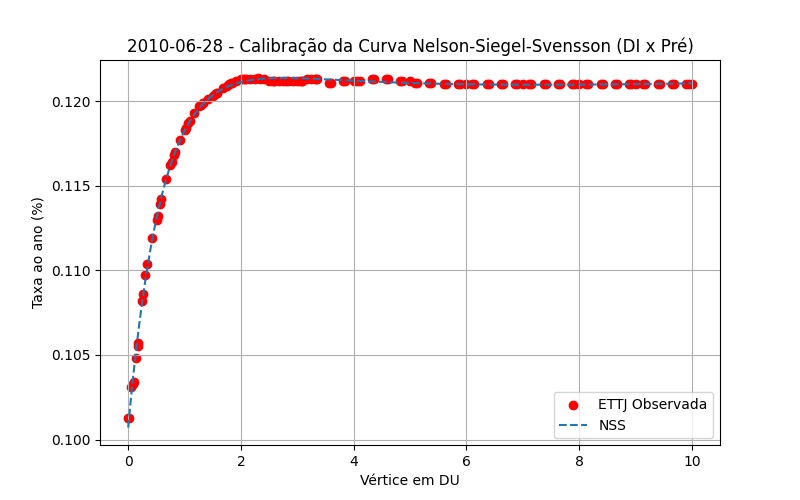 2010-06-28 - Calibração da Curva Nelson-Siegel-Svensson (DI x Pré)
Taxa ao ano (%)
0.120
0.115
0.110
0.105
0.100
ETTJ Observada
NSS
0 2 4 6 8 10
Vértice em DU